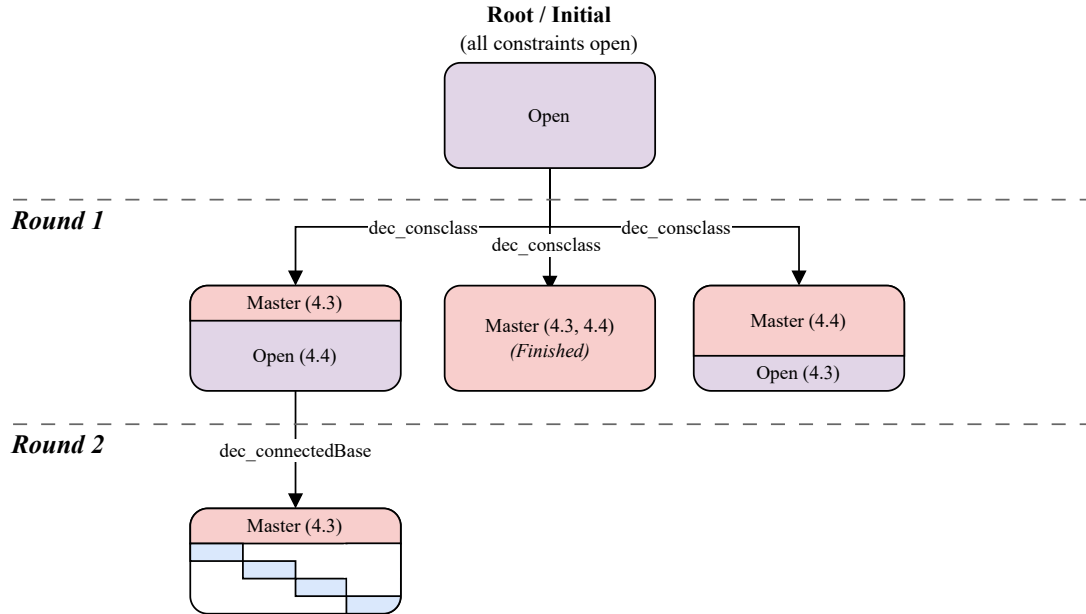 Root / Initial
(all constraints open)
Open
Round 1
dec_consclass
dec_consclass
dec_consclass
Master (4.3)
Open (4.4)
Master (4.3, 4.4)
(Finished)
Master (4.4)
Open (4.3)
Round 2
dec_connectedBase
Master (4.3)